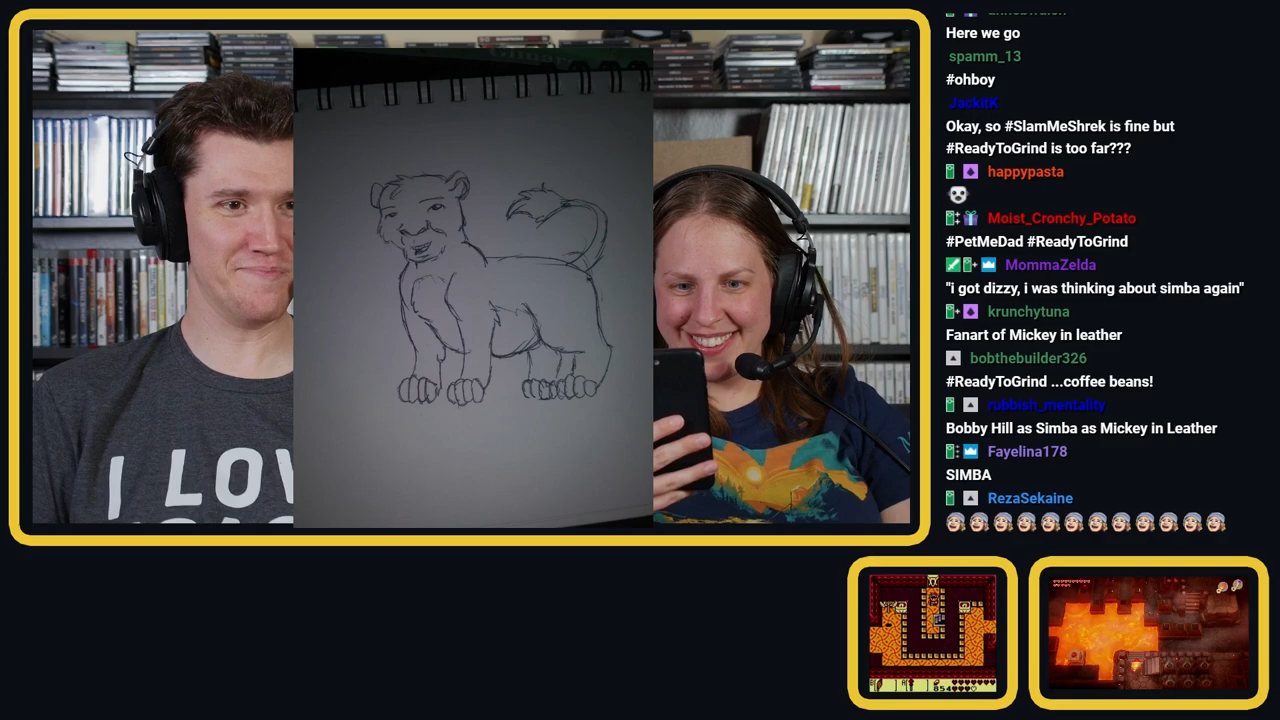 Here we go
spamm_13
#ohboy
JackitK
Okay, so #SlamMeShrek is fine but
#ReadyToGrind is too far???
happypasta
Moist_Cronchy_Potato
#PetMeDad #ReadyToGrind
MommaZelda
"i got dizzy, i was thinking about simba again"
krunchytuna
Fanart of Mickey in leather
bobthebuilder326
#ReadyToGrind ...coffee beans!
rubbish_mentality
Bobby Hill as Simba as Mickey in Leather
Fayelina178
SIMBA
RezaSekaine
I LOV
854